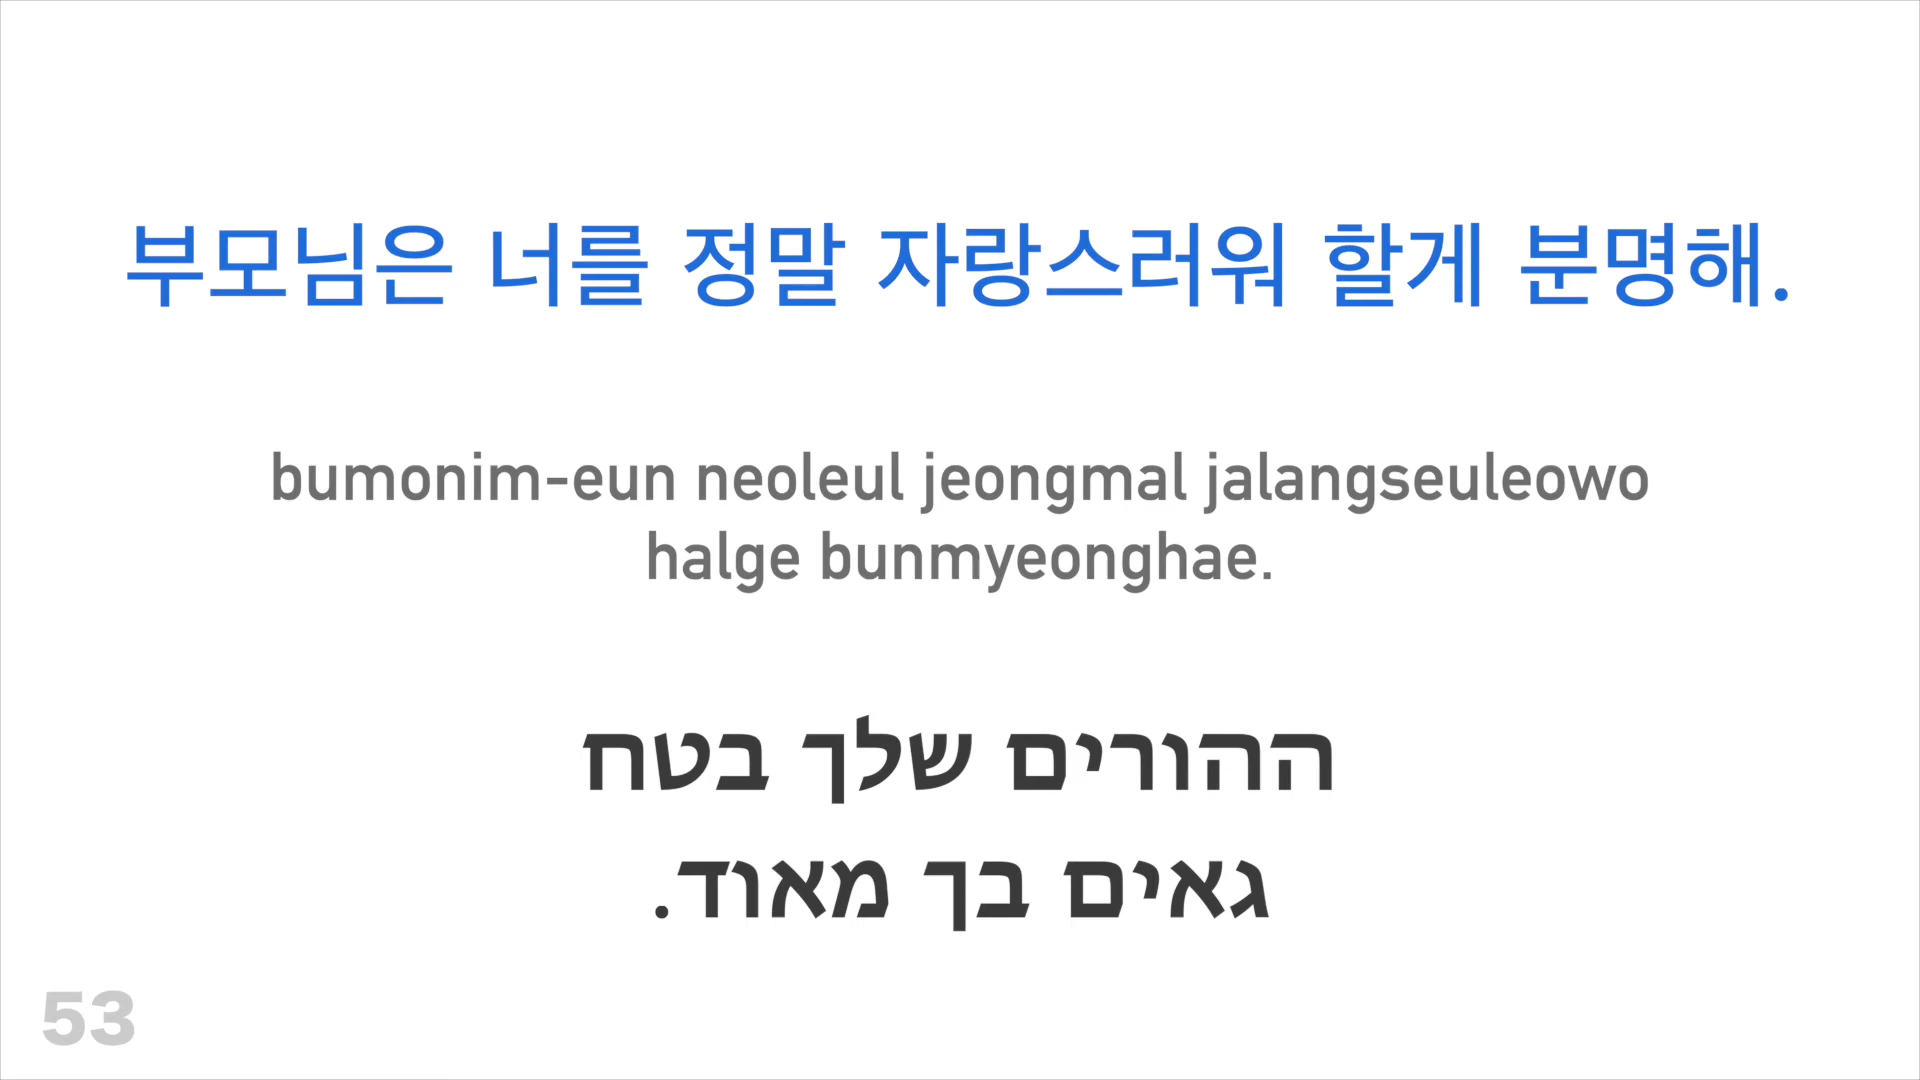 부모님은 너를 정말 자랑스러워 할게 분명해.
bumonim-eun neoleul jeongmal jalangseuleowo
halge bunmyeonghae.
ההורים שלך בטח
גאים בך מאוד.
53